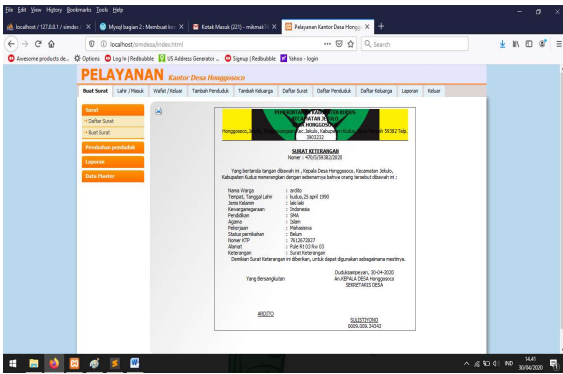 File Edit View History Bookmarks Tools Help
localhost / 127.0.0.1 / simdes /
Mysql bagian 2 : Membuat kon
Kotak Masuk (221) - mikmak
Pelayanan Kantor Desa Hongg
localhost/simdesa/index.html
Search
Awesome products de...
Options
Log In | Redbubble
US Address Generator ...
Signup | Redbubble
Yahoo - login
PELAYANAN Kantor Desa Honggosoco
Buat Surat
Lahir / Masuk
Wafat / Keluar
Tambah Penduduk
Tambah Keluarga
Daftar Surat
Daftar Penduduk
Daftar Keluarga
Laporan
Keluar
Surat
Daftar Surat
Buat Surat
Perubahan penduduk
Laporan
Data Master
59382 Telp.
3903232
SURAT KETERANGAN
Nomer : 470/5/59382/2020
Yang bertanda tangan dibawah ini , Kepala Desa Honggosoco, Kecamatan Jekulo,
Kabupaten Kudus menerangkan dengan sebenarnya bahwa orang tersebut dibawah ini :
Nama Warga : ardito
Tempat, Tanggal Lahir : kudus,25 april 1990
Jenis Kelamin : laki laki
Kewarganegaraan : Indonesia
Pendidikan : SMA
Agama : Islam
Pekerjaan : Mahasiswa
Status pernikahan : Belum
Nomer KTP : 7612672827
Alamat : Pule Rt 03 Rw 03
Keterangan : Surat Keterangan
Demikian Surat Keterangan ini diberikan, untuk dapat digunakan sebagaimana mestinya.
Duduksampeyan, 30-04-2020
Yang Bersangkutan
An.KEPALA DESA Honggosoco
SEKRETARIS DESA
ARDITO
SULISTIYONO
0009.009.34343
IND
14.41
30/04/2020